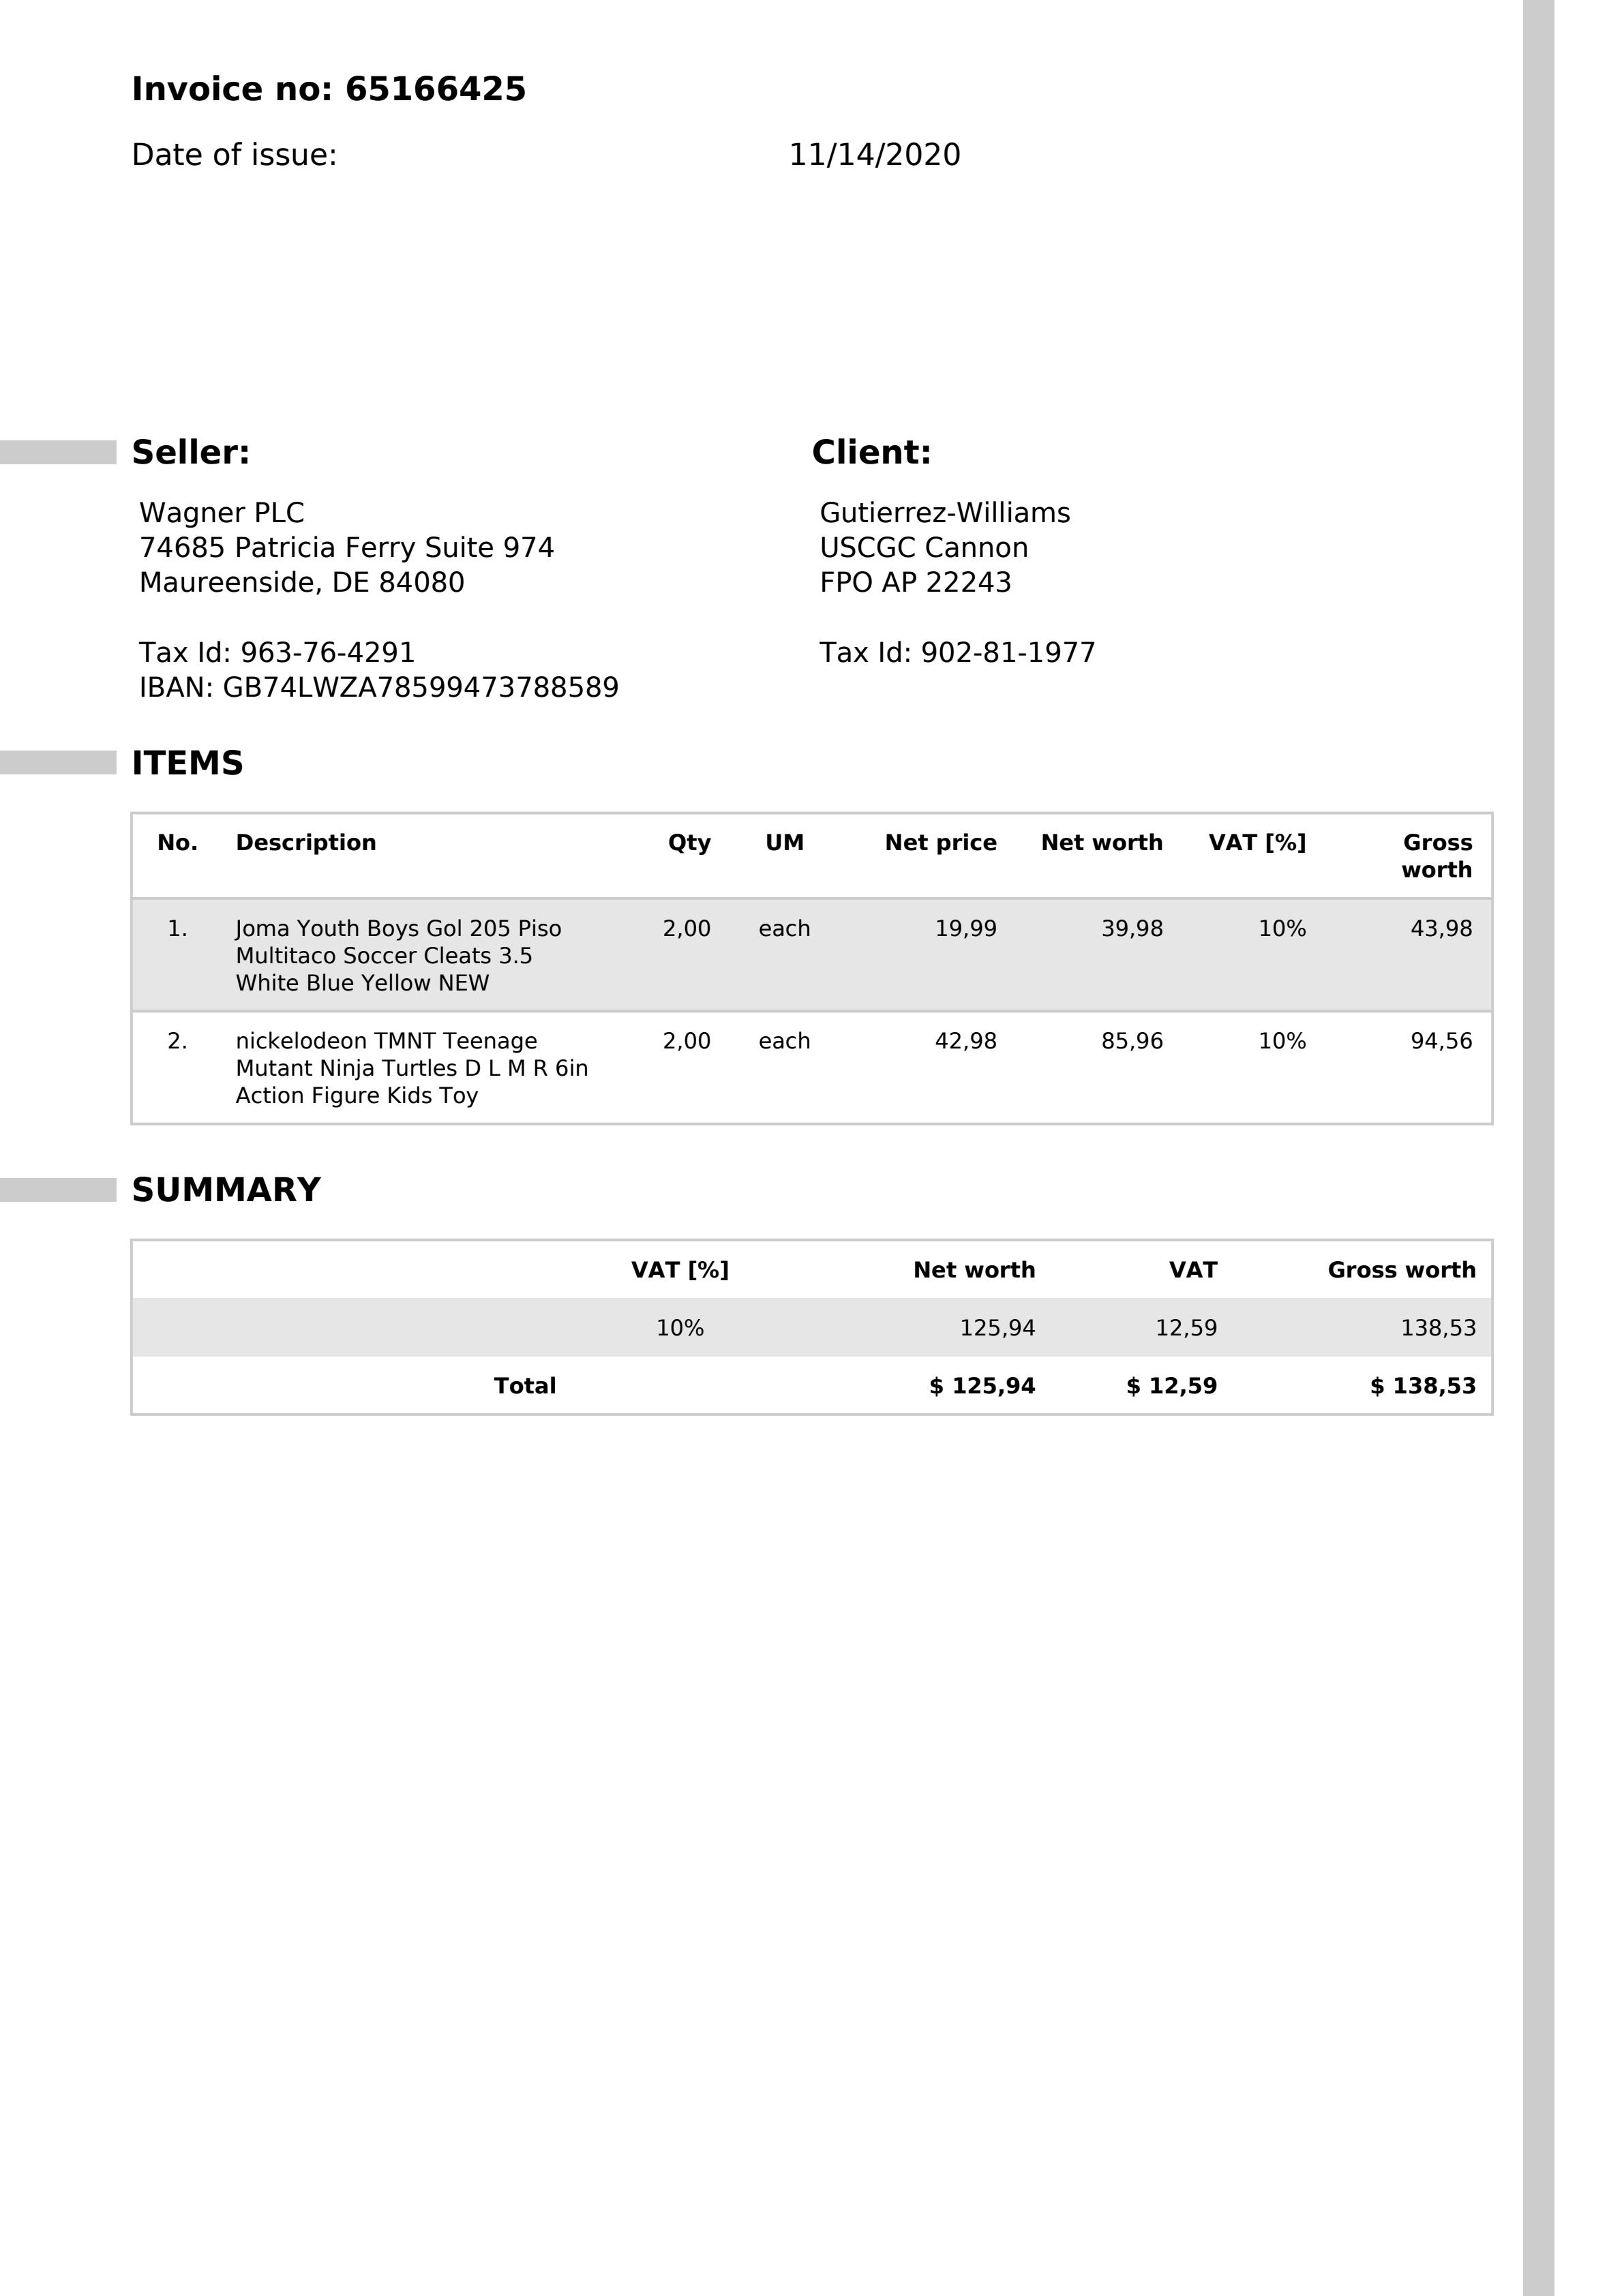 Invoice no: 65166425
Date of issue: 11/14/2020
Seller:
Wagner PLC
74685 Patricia Ferry Suite 974
Maureenside, DE 84080
Tax Id: 963-76-4291
IBAN: GB74LWZA78599473788589
Client:
Gutierrez-Williams
USCGC Cannon
FPO AP 22243
Tax Id: 902-81-1977
ITEMS
No. Description Qty UM Net price Net worth VAT [%] Gross
worth
1. Joma Youth Boys Gol 205 Piso 2,00 each 19,99 39,98 10% 43,98
Multitaco Soccer Cleats 3.5
White Blue Yellow NEW
2. nickelodeon TMNT Teenage 2,00 each 42,98 85,96 10% 94,56
Mutant Ninja Turtles D L M R 6in
Action Figure Kids Toy
SUMMARY
VAT [%] Net worth VAT Gross worth
10% 125,94 12,59 138,53
Total $ 125,94 $ 12,59 $ 138,53